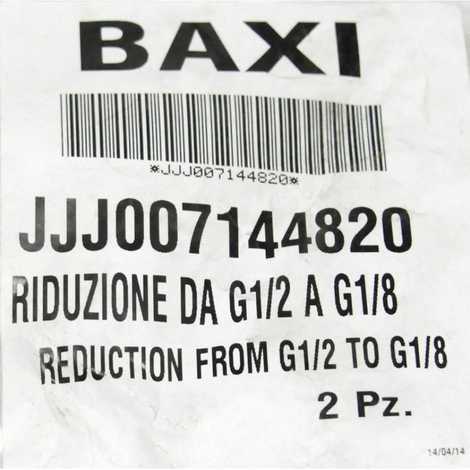 BAXI
*JJJ007144820*
JJJ007144820
RIDUZIONE DA G1/2 A G1/8
REDUCTION FROM G1/2 TO G1/8
2 Pz.
14/04/14